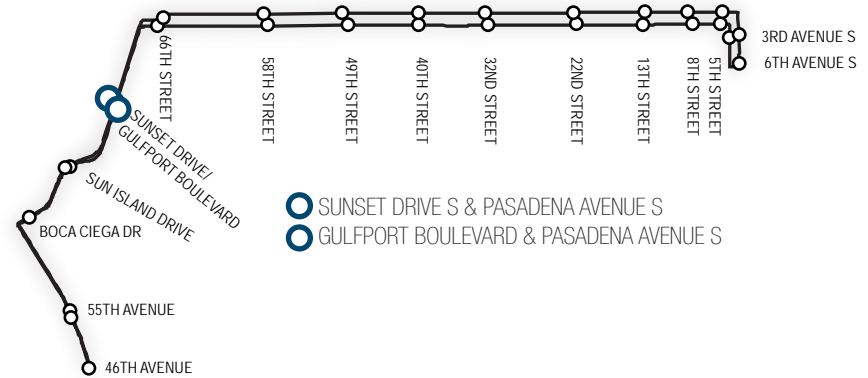 3RD AVENUE S
6TH AVENUE S
66TH STREET
58TH STREET
49TH STREET
40TH STREET
32ND STREET
22ND STREET
13TH STREET
8TH STREET
5TH STREET
SUNSET DRIVE/
GULFPORT BOULEVARD
SUN ISLAND DRIVE
BOCA CIEGA DR
SUNSET DRIVE S & PASADENA AVENUE S
GULFPORT BOULEVARD & PASADENA AVENUE S
55TH AVENUE
46TH AVENUE